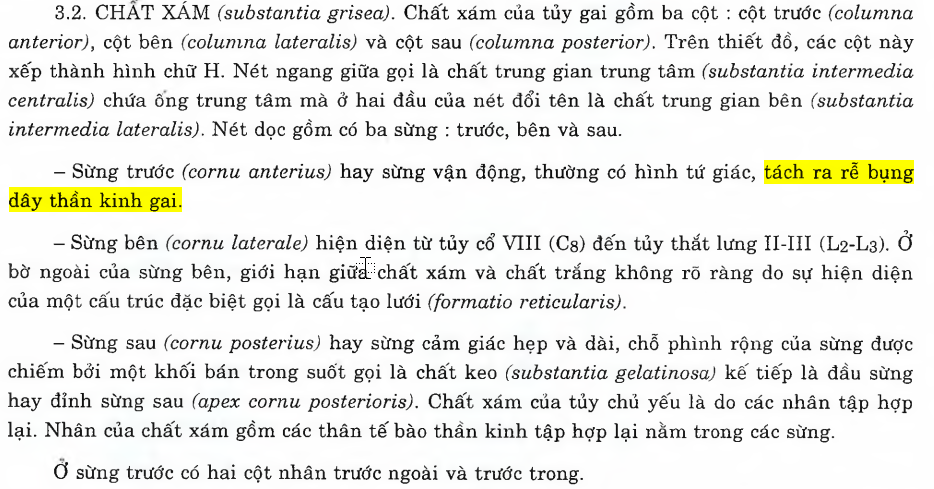 3.2. CHẤT XÁM (substantia grisea). Chất xám của tủy gai gồm ba cột : cột trước (columna
anterior), cột bên (columna lateralis) và cột sau (columna posterior). Trên thiết đồ, các cột này
xếp thành hình chữ H. Nét ngang giữa gọi là chất trung gian trung tâm (substantia intermedia
centralis) chứa ống trung tâm mà ở hai đầu của nét đổi tên là chất trung gian bên (substantia
intermedia lateralis). Nét dọc gồm có ba sừng : trước, bên và sau.
– Sừng trước (cornu anterius) hay sừng vận động, thường có hình tứ giác, tách ra rễ bụng
dây thần kinh gai.
– Sừng bên (cornu laterale) hiện diện từ tủy cổ VIII (C8) đến tủy thắt lưng II-III (L2-L3). Ở
bờ ngoài của sừng bên, giới hạn giữa chất xám và chất trắng không rõ ràng do sự hiện diện
của một cấu trúc đặc biệt gọi là cấu tạo lưới (formatio reticularis).
– Sừng sau (cornu posterius) hay sừng cảm giác hẹp và dài, chỗ phình rộng của sừng được
chiếm bởi một khối bán trong suốt gọi là chất keo (substantia gelatinosa) kế tiếp là đầu sừng
hay đỉnh sừng sau (apex cornu posterioris). Chất xám của tủy chủ yếu là do các nhân tập hợp
lại. Nhân của chất xám gồm các thân tế bào thần kinh tập hợp lại nằm trong các sừng.
Ở sừng trước có hai cột nhân trước ngoài và trước trong.